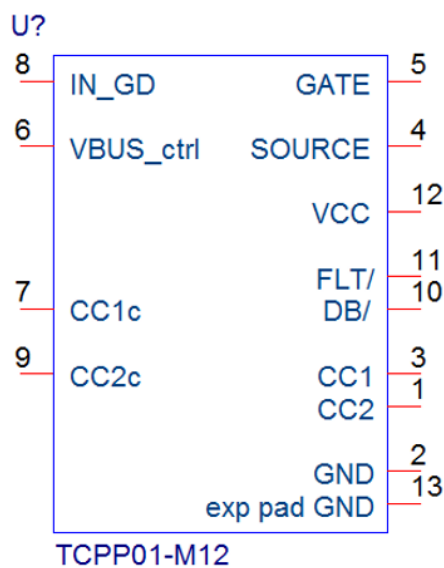 U?
8 IN_GD GATE 5
6 VBUS_ctrl SOURCE 4
VCC 12
FLT/ 11
7 CC1c DB/ 10
9 CC2c CC1 3
CC2 1
GND 2
exp pad GND 13
TCPP01-M12